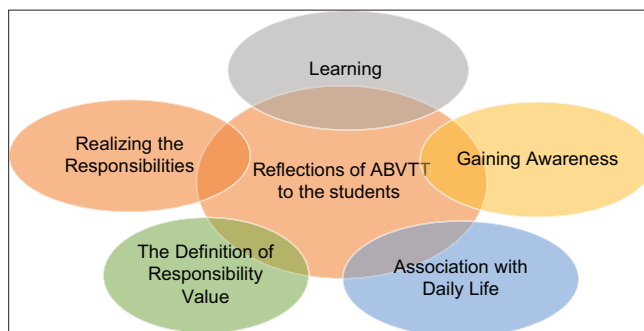 Learning
Realizing the
Responsibilities
Reflections of ABVTT
to the students
Gaining Awareness
The Definition of
Responsibility
Value
Association with
Daily Life